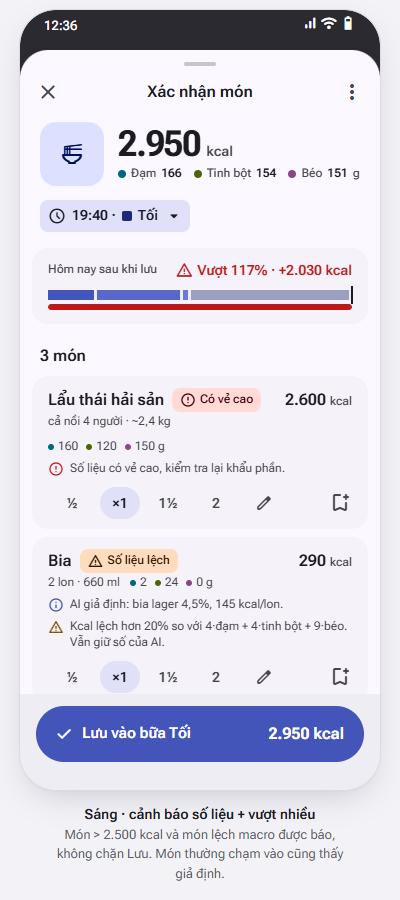 12:36
Xác nhận món
2.950 kcal
Đạm 166 Tinh bột 154 Béo 151 g
19:40 · Tối
Hôm nay sau khi lưu Vượt 117% · +2.030 kcal
3 món
Lẩu thái hải sản Có vẻ cao 2.600 kcal
cả nồi 4 người · ~2,4 kg
160 120 150 g
Số liệu có vẻ cao, kiểm tra lại khẩu phần.
½ ×1 1½ 2
Bia Số liệu lệch 290 kcal
2 lon · 660 ml 2 24 0 g
AI giả định: bia lager 4,5%, 145 kcal/lon.
Kcal lệch hơn 20% so với 4·đạm + 4·tinh bột + 9·béo.
Vẫn giữ số của AI.
½ ×1 1½ 2
Lưu vào bữa Tối 2.950 kcal
Sáng · cảnh báo số liệu + vượt nhiều
Món > 2.500 kcal và món lệch macro được báo,
không chặn Lưu. Món thường chạm vào cũng thấy
giả định.